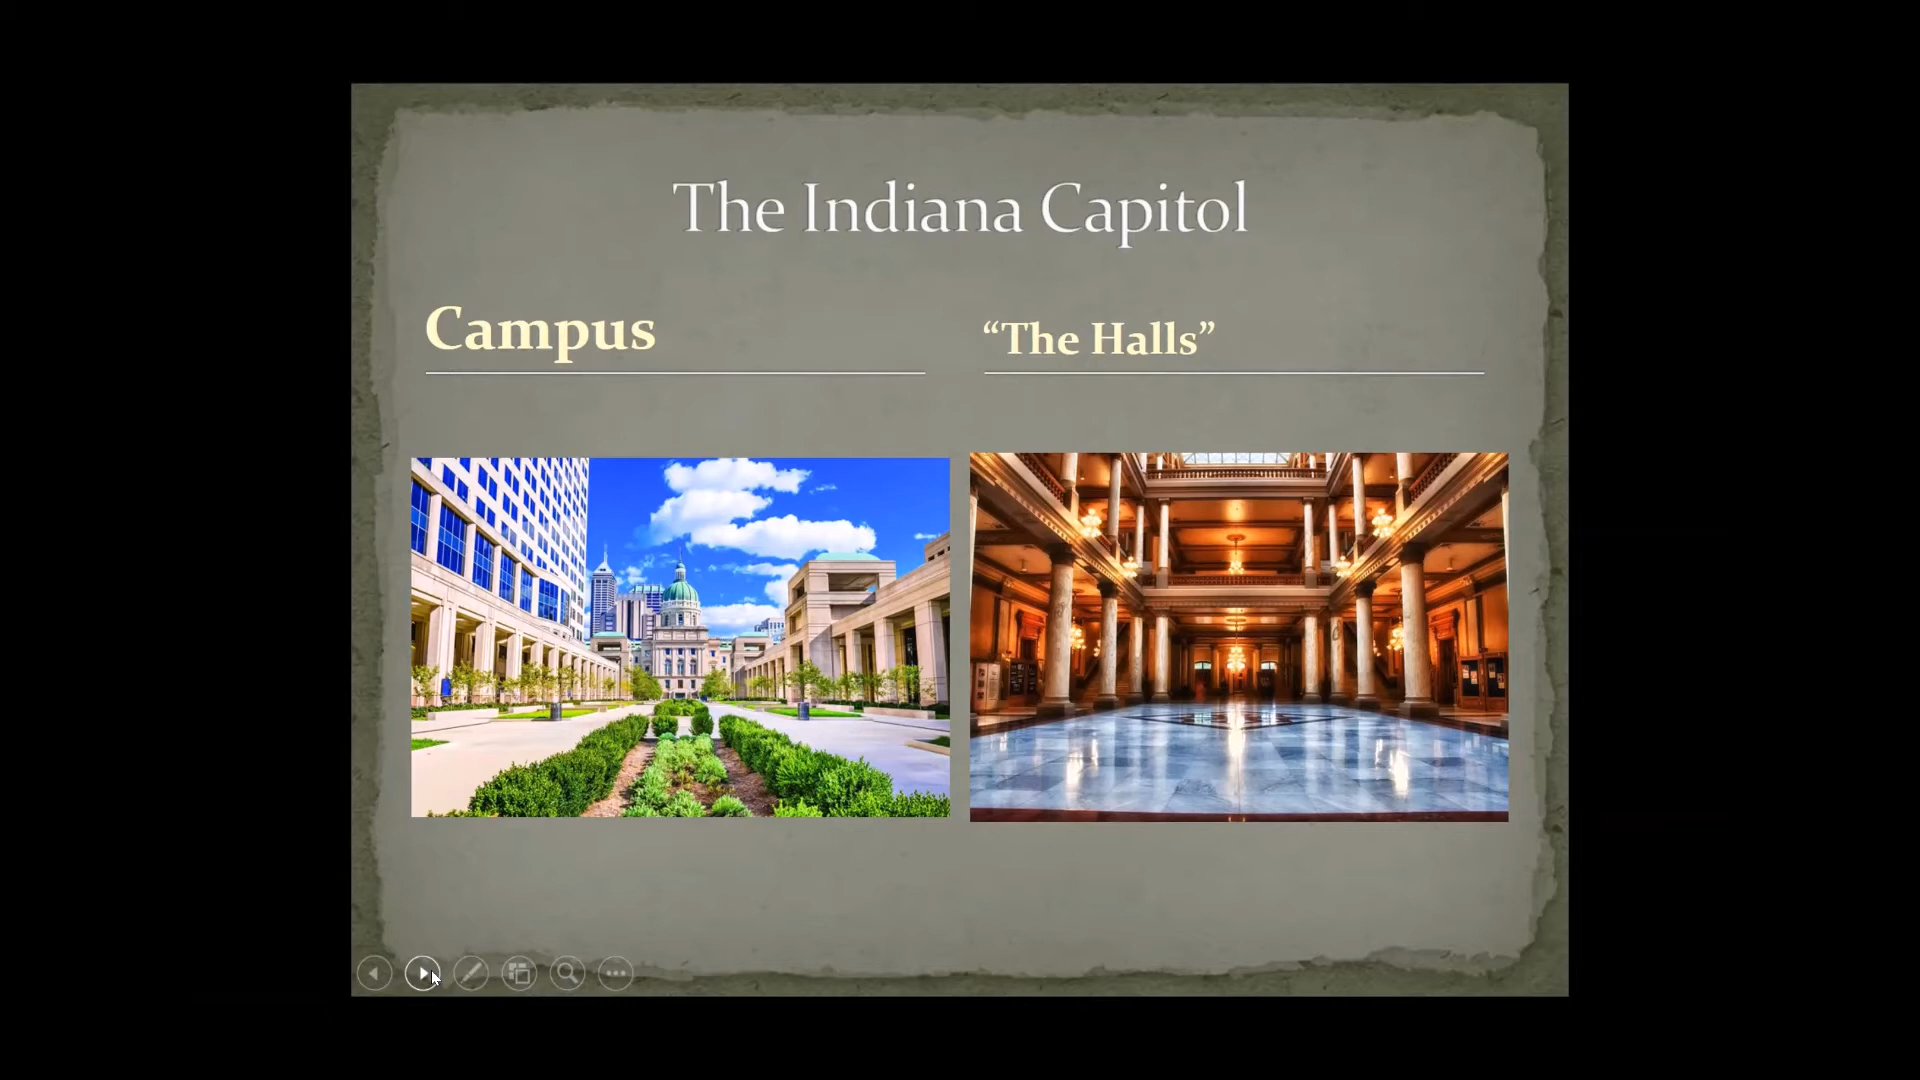 The Indiana Capitol
Campus
“The Halls”